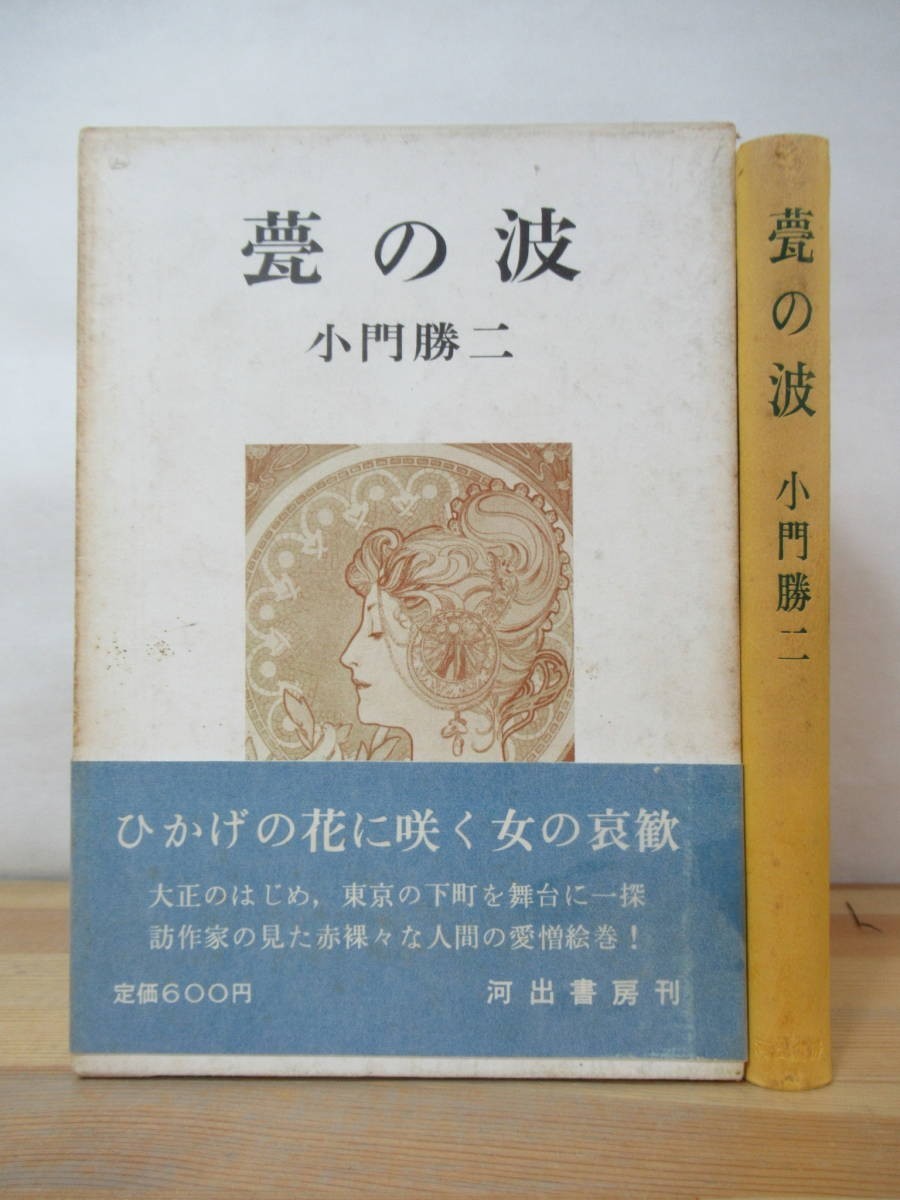 甍の波
小門勝二
ひかげの花に咲く女の哀歓
大正のはじめ，東京の下町を舞台に一探
訪作家の見た赤裸々な人間の愛憎絵巻！
定価600円 河出書房刊
甍の波 小門勝二